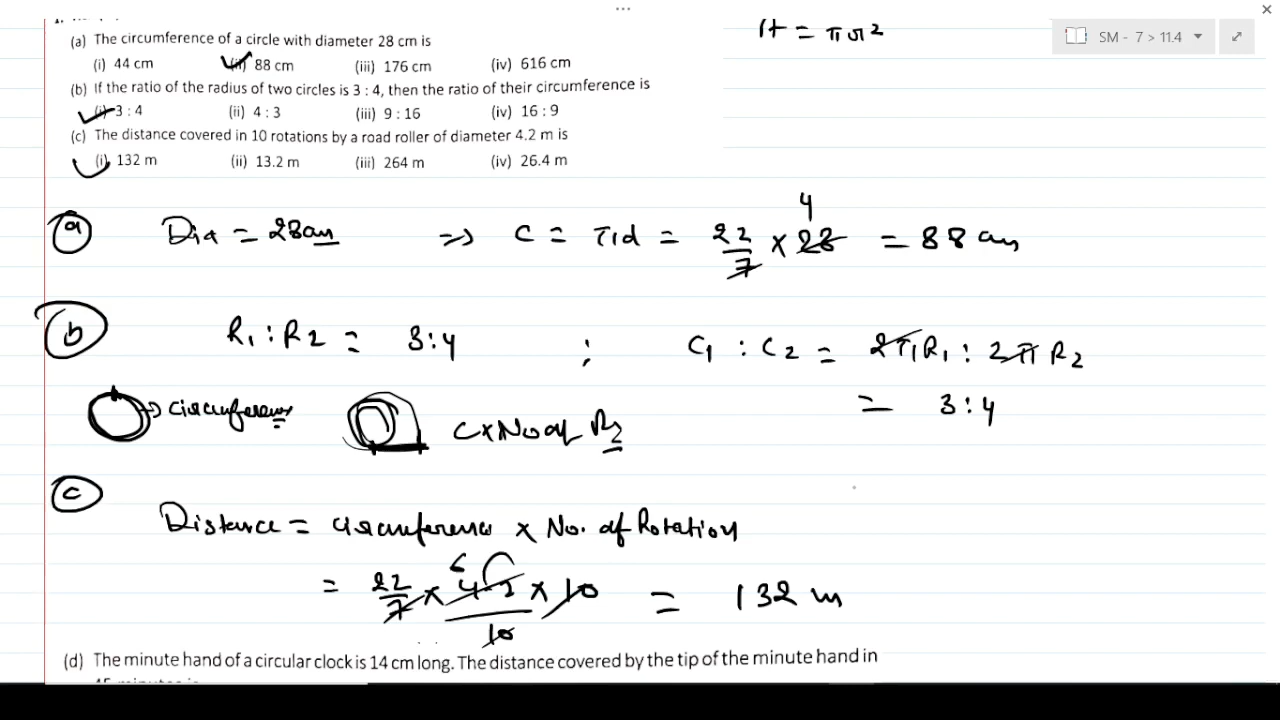 A = πr²
SM - 7 > 11.4
(a) The circumference of a circle with diameter 28 cm is
(i) 44 cm (ii) 88 cm (iii) 176 cm (iv) 616 cm
(b) If the ratio of the radius of two circles is 3 : 4, then the ratio of their circumference is
(i) 3 : 4 (ii) 4 : 3 (iii) 9 : 16 (iv) 16 : 9
(c) The distance covered in 10 rotations by a road roller of diameter 4.2 m is
(i) 132 m (ii) 13.2 m (iii) 264 m (iv) 26.4 m
4
a Dia = 28cm => C = πd = 22/7 × 28 = 88 cm
b R₁ : R₂ = 3:4 ; C₁ : C₂ = 2πR₁ : 2πR₂
= 3:4
→ circumference C×No of R
c
Distance = circumference × No. of Rotation
6
= 22/7 × 42/10 × 10 = 132 m
(d) The minute hand of a circular clock is 14 cm long. The distance covered by the tip of the minute hand in